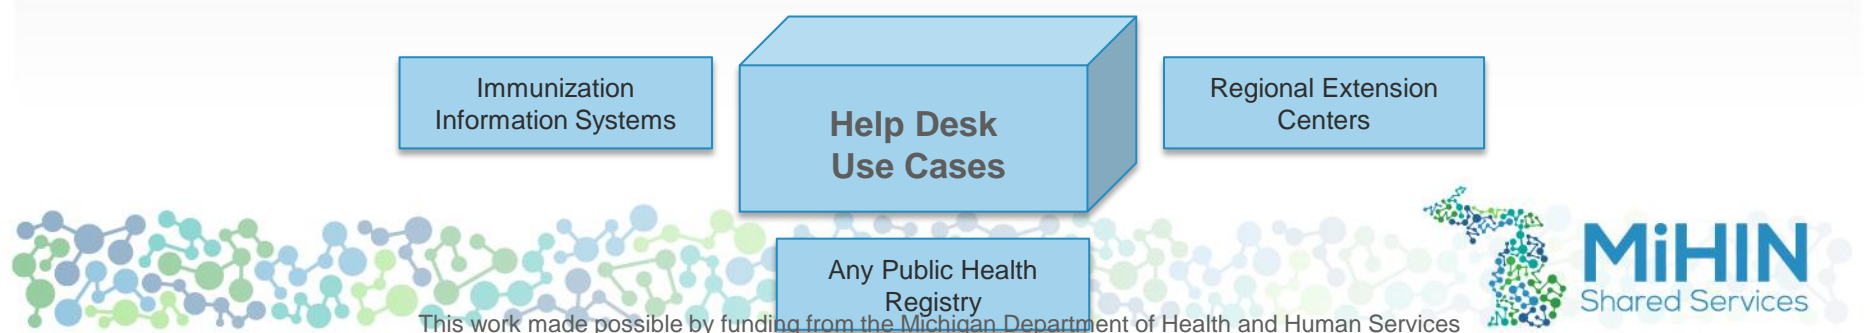 Immunization
Information Systems
Help Desk
Use Cases
Regional Extension
Centers
Any Public Health
Registry
MiHIN
Shared Services
This work made possible by funding from the Michigan Department of Health and Human Services